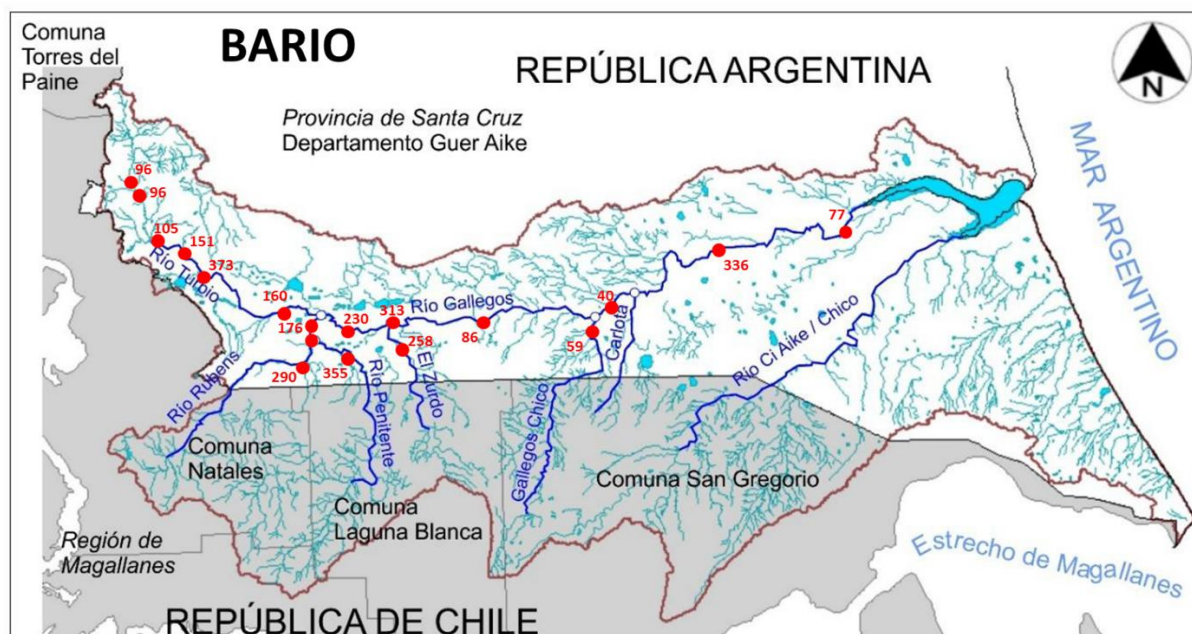 Comuna
Torres del
Paine
BARIO
REPÚBLICA ARGENTINA
N
Provincia de Santa Cruz
Departamento Guer Aike
MAR ARGENTINO
96
96
105
151
373
Río Turbio
160
176
230
313
Río Gallegos
86
258
El Zurdo
290
355
Río Rubens
Río Penitente
40
59
Carlota
336
77
Río Ci Aike / Chico
Gallegos Chico
Comuna
Natales
Comuna
Laguna Blanca
Comuna San Gregorio
Región de
Magallanes
Estrecho de Magallanes
REPÚBLICA DE CHILE